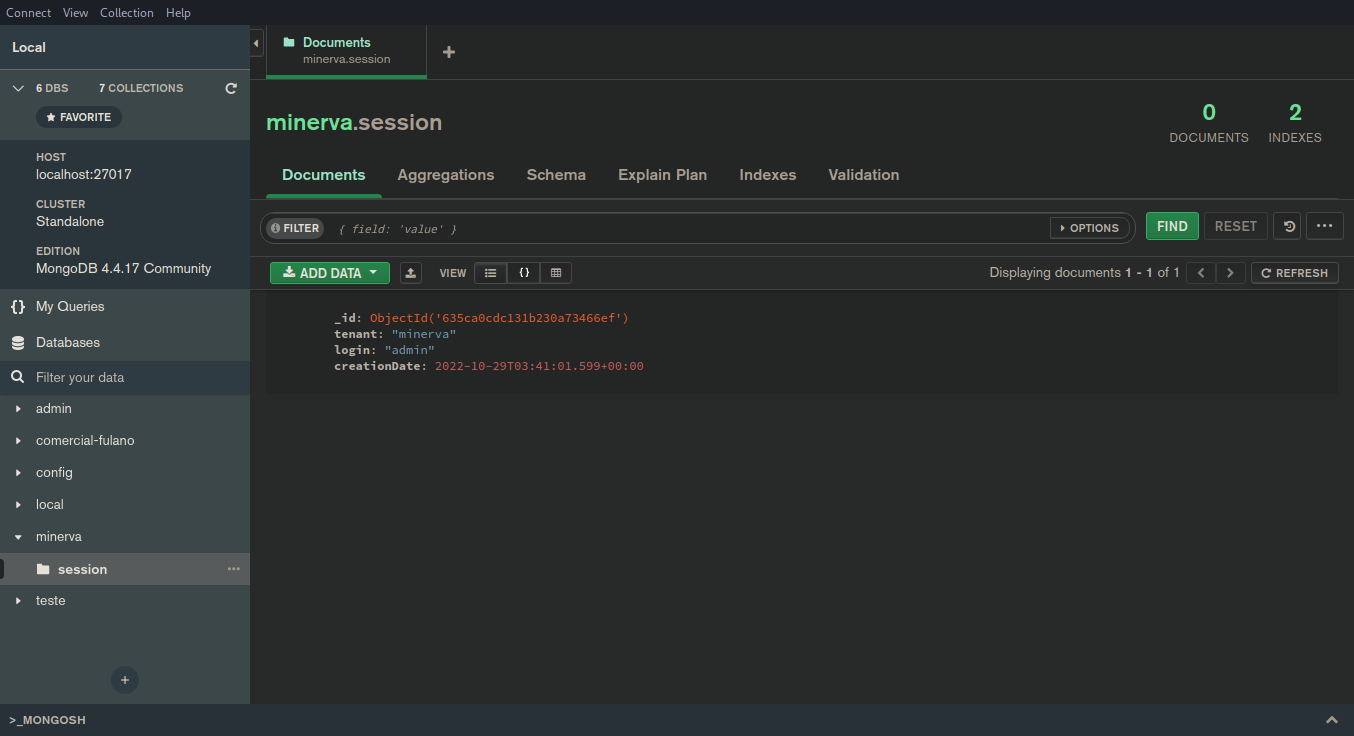 Connect View Collection Help
Local
6 DBS 7 COLLECTIONS
FAVORITE
HOST
localhost:27017
CLUSTER
Standalone
EDITION
MongoDB 4.4.17 Community
{} My Queries
Databases
Filter your data
admin
comercial-fulano
config
local
minerva
session
teste
+
Documents
minerva.session
+
minerva.session
0
DOCUMENTS
2
INDEXES
Documents Aggregations Schema Explain Plan Indexes Validation
FILTER { field: 'value' } OPTIONS FIND RESET
ADD DATA VIEW {} Displaying documents 1 - 1 of 1 REFRESH
_id: ObjectId('635ca0cdc131b230a73466ef')
tenant: "minerva"
login: "admin"
creationDate: 2022-10-29T03:41:01.599+00:00
>_MONGOSH